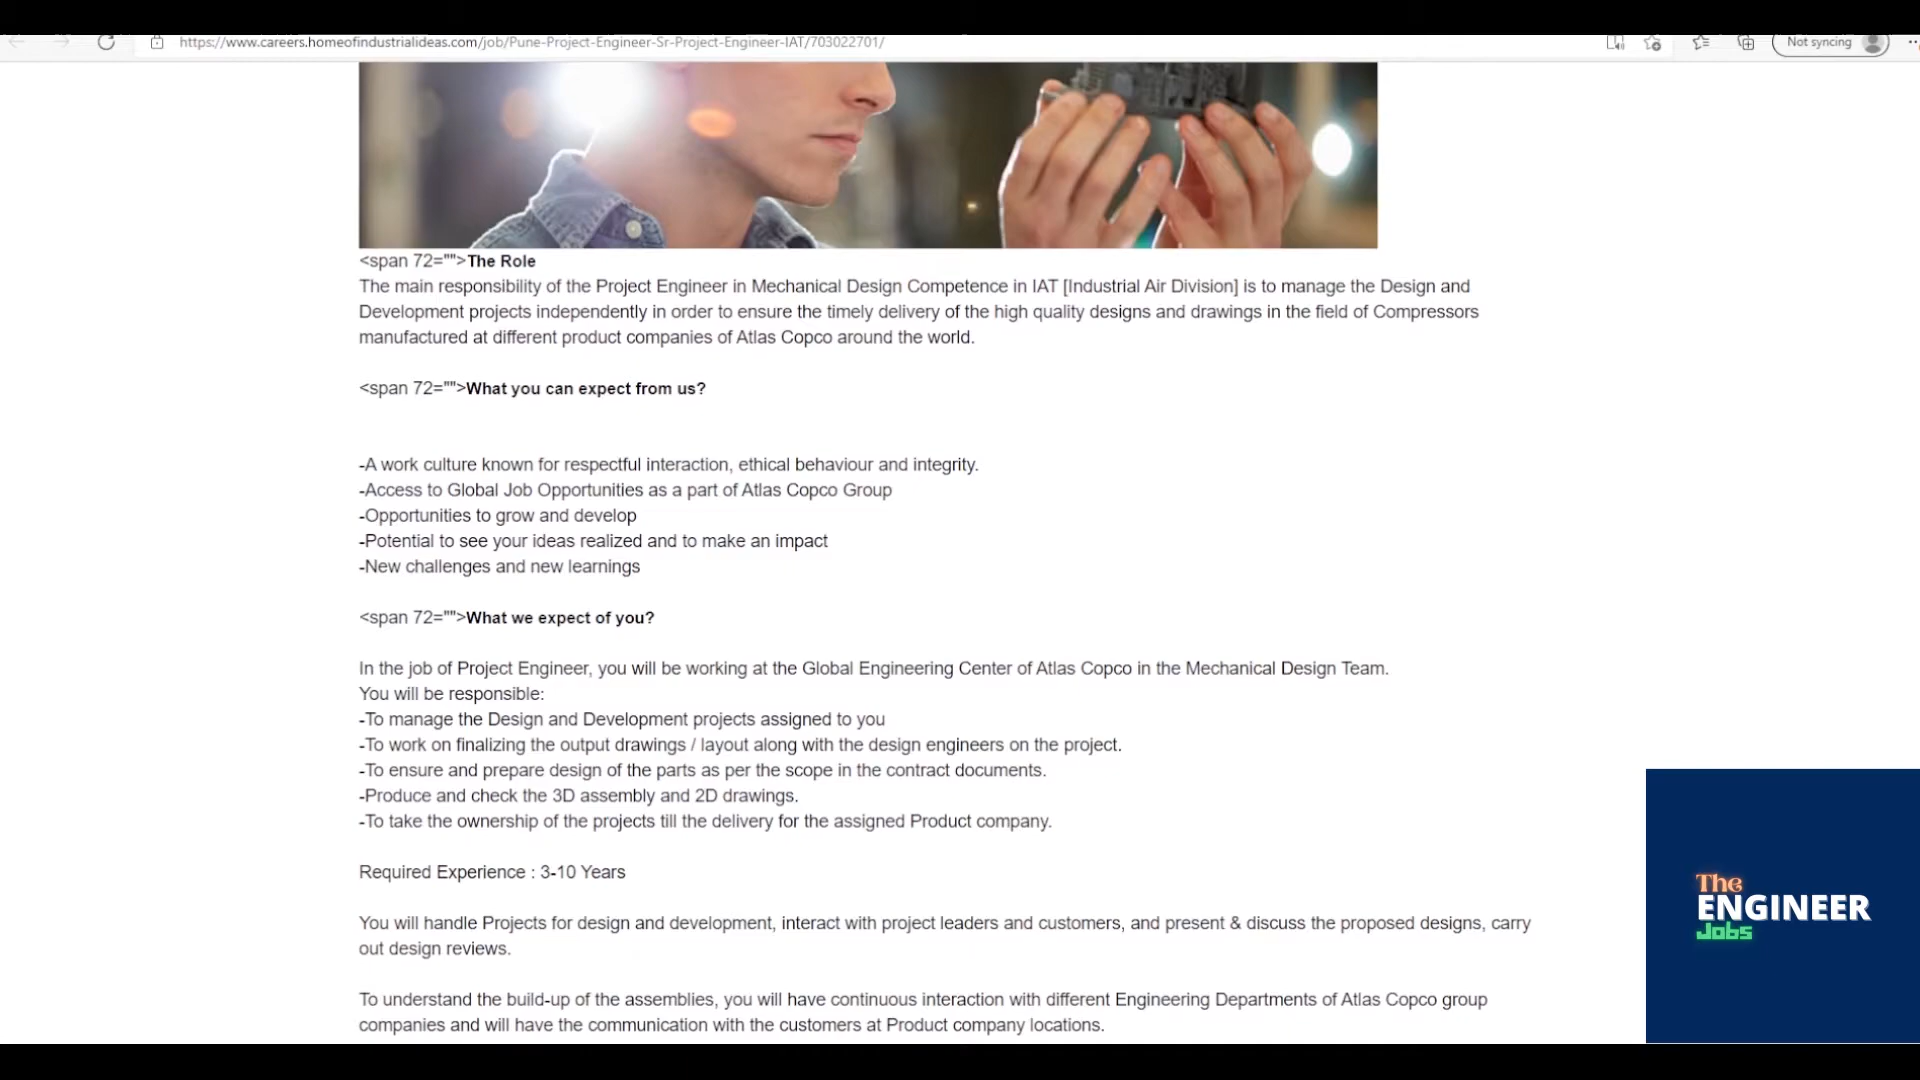 https://www.careers.homeofindustrialideas.com/job/Pune-Project-Engineer-Sr-Project-Engineer-IAT/703022701/
Not syncing
<span 72="">The Role
The main responsibility of the Project Engineer in Mechanical Design Competence in IAT [Industrial Air Division] is to manage the Design and
Development projects independently in order to ensure the timely delivery of the high quality designs and drawings in the field of Compressors
manufactured at different product companies of Atlas Copco around the world.
<span 72="">What you can expect from us?
-A work culture known for respectful interaction, ethical behaviour and integrity.
-Access to Global Job Opportunities as a part of Atlas Copco Group
-Opportunities to grow and develop
-Potential to see your ideas realized and to make an impact
-New challenges and new learnings
<span 72="">What we expect of you?
In the job of Project Engineer, you will be working at the Global Engineering Center of Atlas Copco in the Mechanical Design Team.
You will be responsible:
-To manage the Design and Development projects assigned to you
-To work on finalizing the output drawings / layout along with the design engineers on the project.
-To ensure and prepare design of the parts as per the scope in the contract documents.
-Produce and check the 3D assembly and 2D drawings.
-To take the ownership of the projects till the delivery for the assigned Product company.
Required Experience : 3-10 Years
You will handle Projects for design and development, interact with project leaders and customers, and present & discuss the proposed designs, carry
out design reviews.
To understand the build-up of the assemblies, you will have continuous interaction with different Engineering Departments of Atlas Copco group
companies and will have the communication with the customers at Product company locations.
The
ENGINEER
Jobs